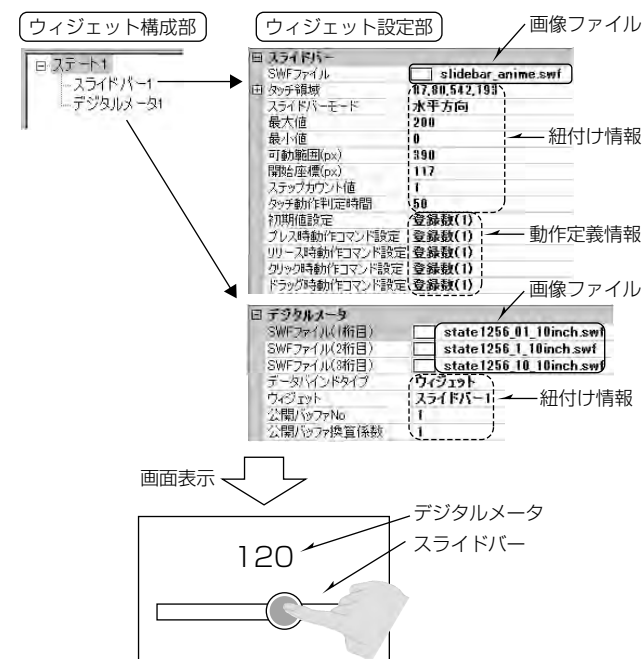 ウィジェット構成部
ウィジェット設定部
画像ファイル
ステート1
スライドバー1
デジタルメータ1
スライドバー
SWFファイル slidebar_anime.swf
タッチ領域 87,80,542,193
スライドバーモード 水平方向
最大値 200
最小値 0
紐付け情報
可動範囲(px) 390
開始座標(px) 117
ステップカウント値 1
タッチ動作判定時間 50
初期値設定 登録数(1)
プレス時動作コマンド設定 登録数(1)
動作定義情報
リリース時動作コマンド設定 登録数(1)
クリック時動作コマンド設定 登録数(1)
ドラッグ時動作コマンド設定 登録数(1)
画像ファイル
デジタルメータ
SWFファイル(1桁目) state1256_01_10inch.swf
SWFファイル(2桁目) state1256_1_10inch.swf
SWFファイル(3桁目) state1256_10_10inch.swf
データバインドタイプ ウィジェット
ウィジェット スライドバー1
紐付け情報
公開バッファNo 1
公開バッファ換算係数 1
画面表示
デジタルメータ
120
スライドバー